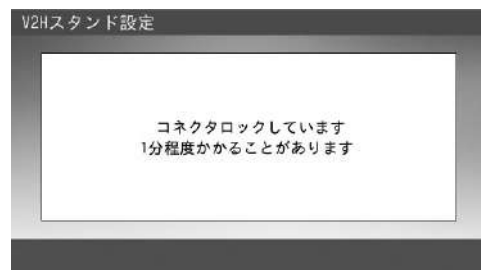 V2Hスタンド設定
コネクタロックしています
1分程度かかることがあります